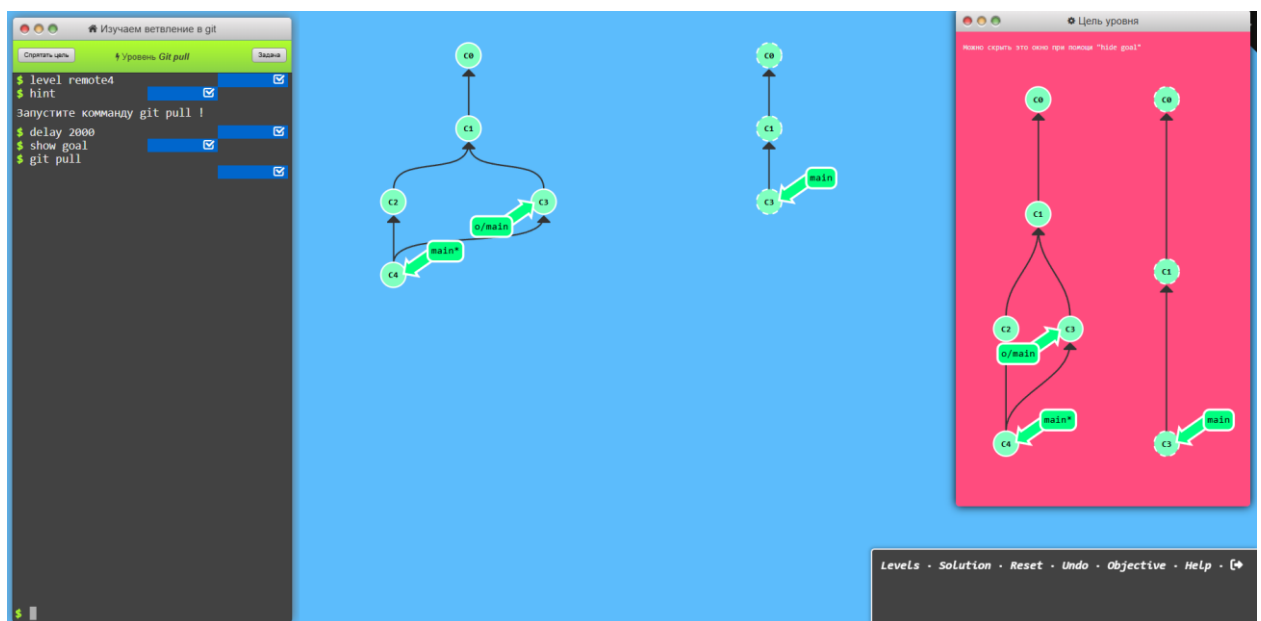 Изучаем ветвление в git
Спрятать цель
Уровень Git pull
Задача
$ level remote4
$ hint
Запустите комманду git pull !
$ delay 2000
$ show goal
$ git pull
$
C0
C1
C2
C3
o/main
main*
C4
C0
C1
main
C3
Цель уровня
Можно скрыть это окно при помощи "hide goal"
C0
C0
C1
C1
C2
C3
o/main
main*
main
C4
C3
Levels · Solution · Reset · Undo · Objective · Help ·